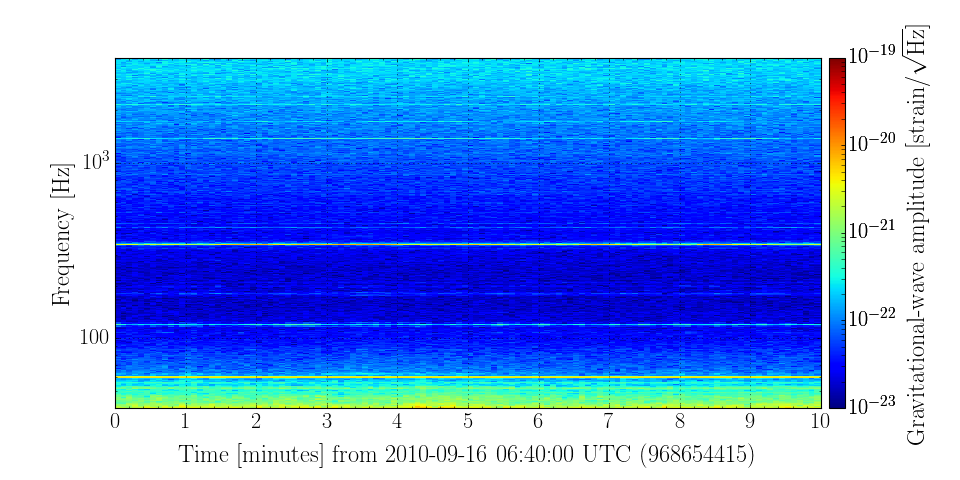 10³
100
Frequency [Hz]
0 1 2 3 4 5 6 7 8 9 10
Time [minutes] from 2010-09-16 06:40:00 UTC (968654415)
10⁻¹⁹
10⁻²⁰
10⁻²¹
10⁻²²
10⁻²³
Gravitational-wave amplitude [strain/√Hz]